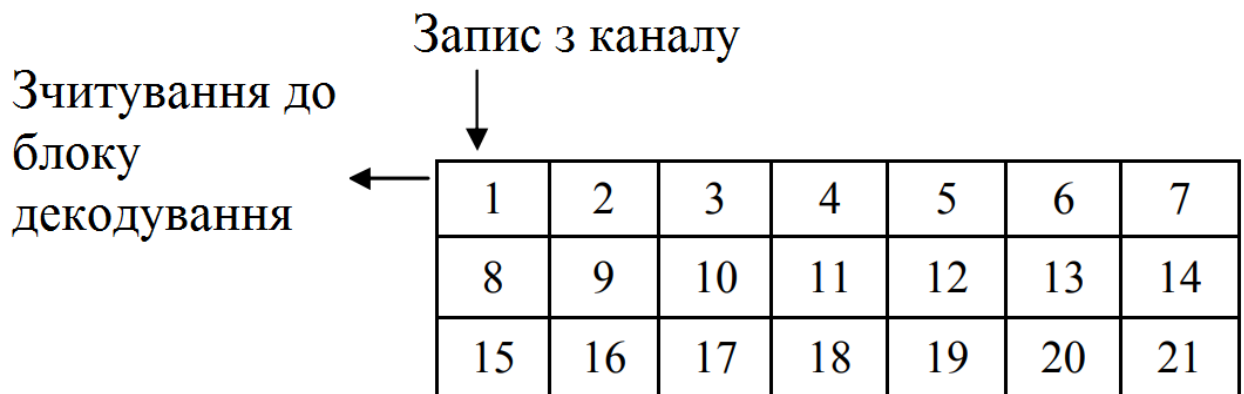 Запис з каналу
Зчитування до
блоку
декодування
1 2 3 4 5 6 7
8 9 10 11 12 13 14
15 16 17 18 19 20 21